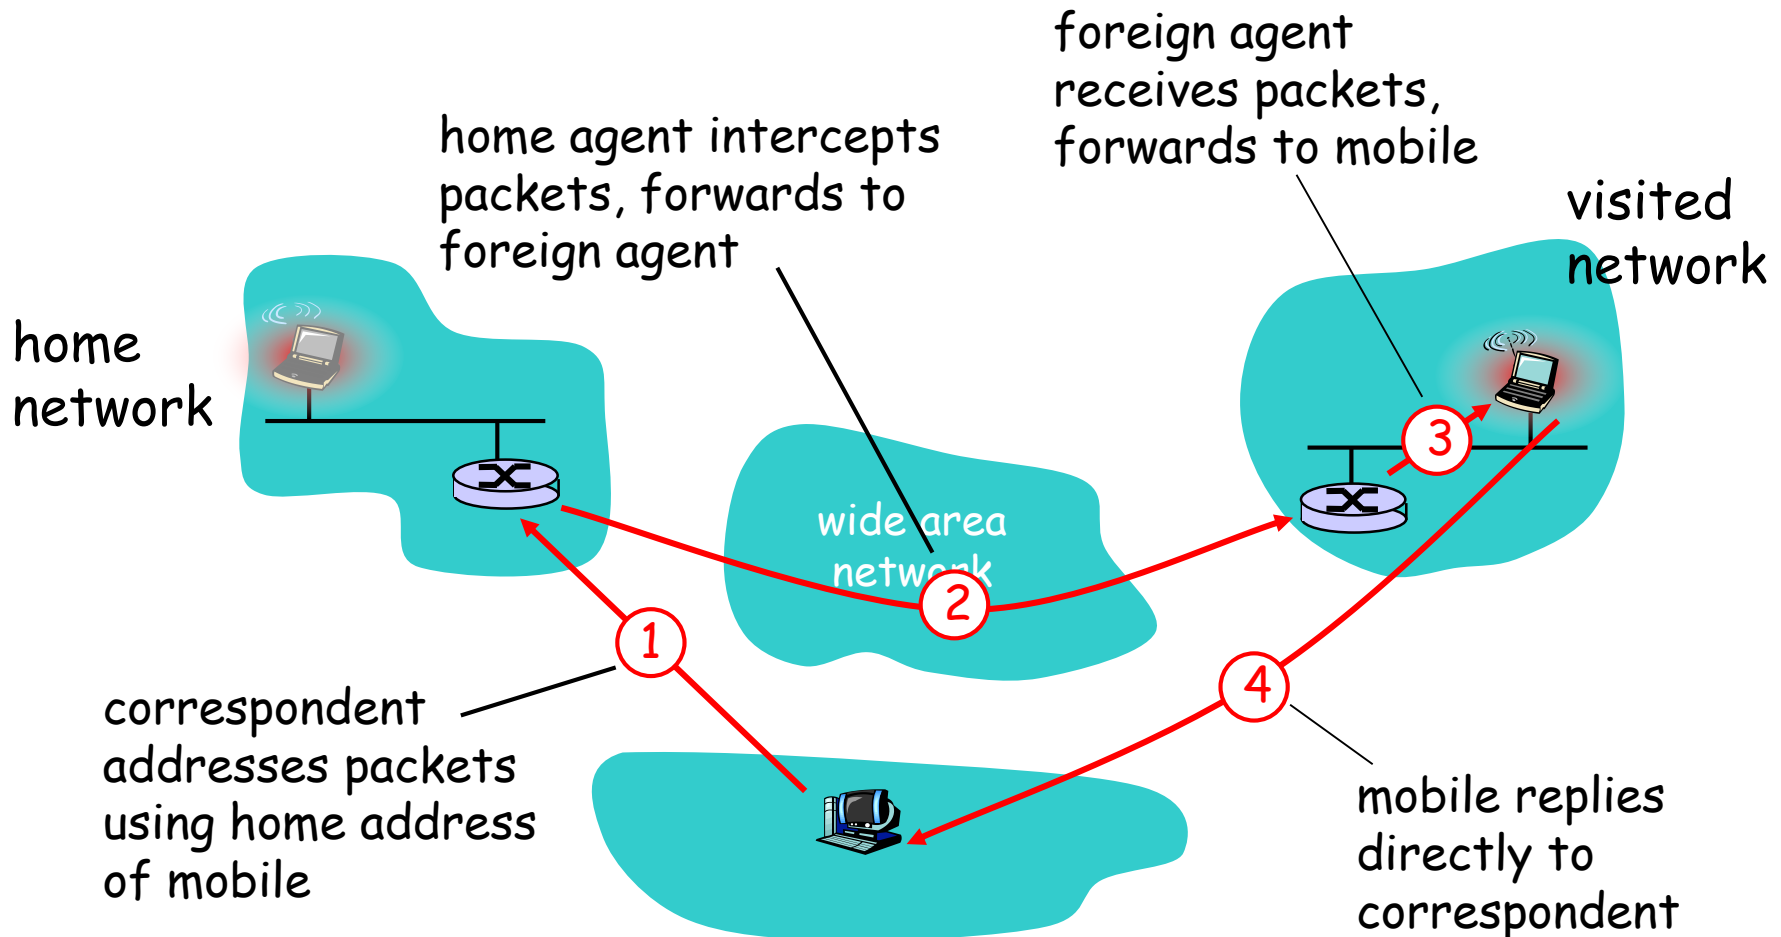 foreign agent
receives packets,
forwards to mobile
home agent intercepts
packets, forwards to
foreign agent
visited
network
home
network
wide area
network
1
2
3
4
correspondent
addresses packets
using home address
of mobile
mobile replies
directly to
correspondent